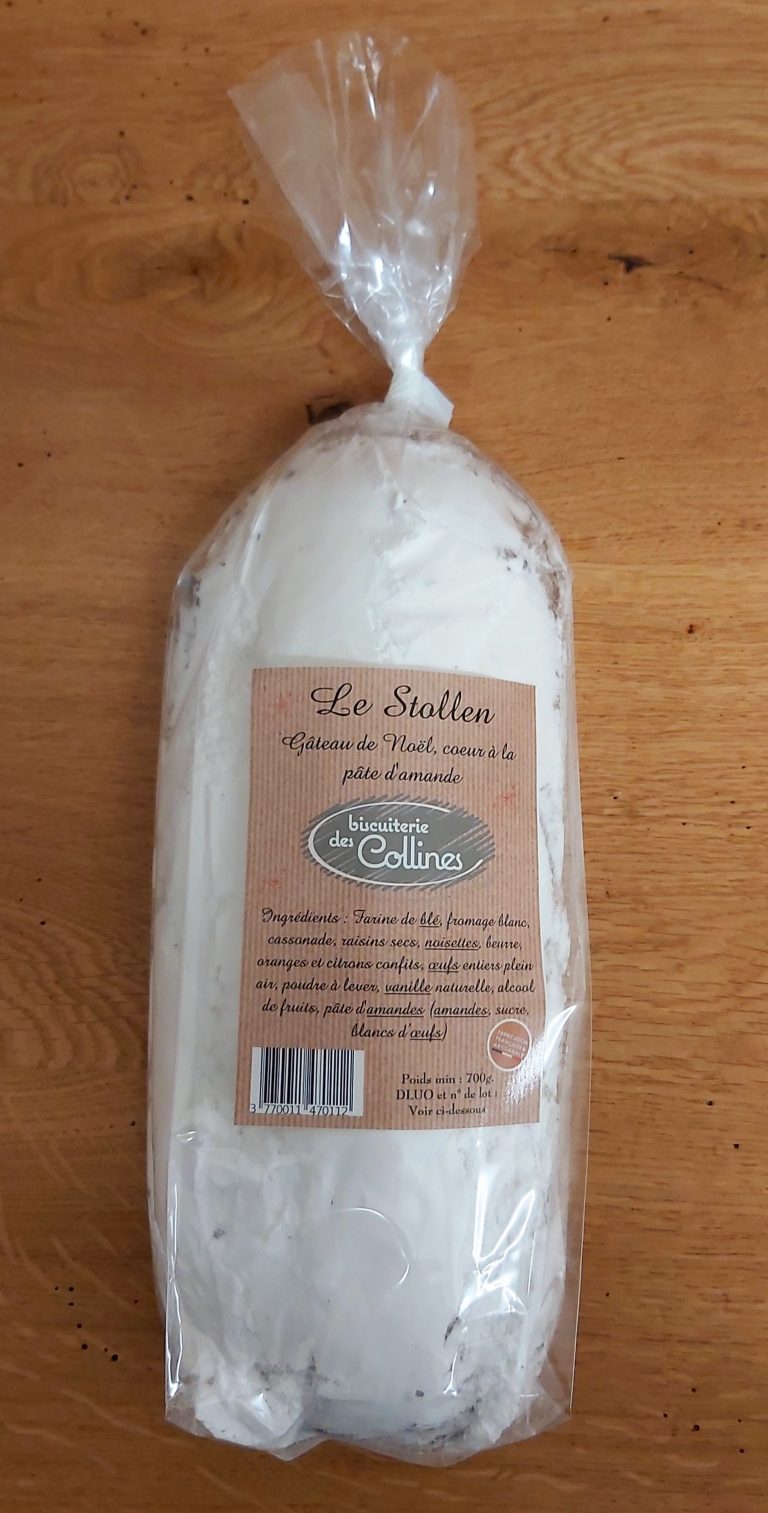 Le Stollen
Gâteau de Noël, coeur à la
pâte d'amande
biscuiterie
des Collines
Ingrédients : Farine de blé, fromage blanc,
cassonade, raisins secs, noisettes, beurre,
oranges et citrons confits, œufs entiers plein
air, poudre à lever, vanille naturelle, alcool
de fruits, pâte d'amandes (amandes, sucre,
blancs d'œufs)
FABRICATION
FRANÇAISE
ARTISANALE
Poids min : 700g.
DLUO et n° de lot :
Voir ci-dessous
3 770011 470112